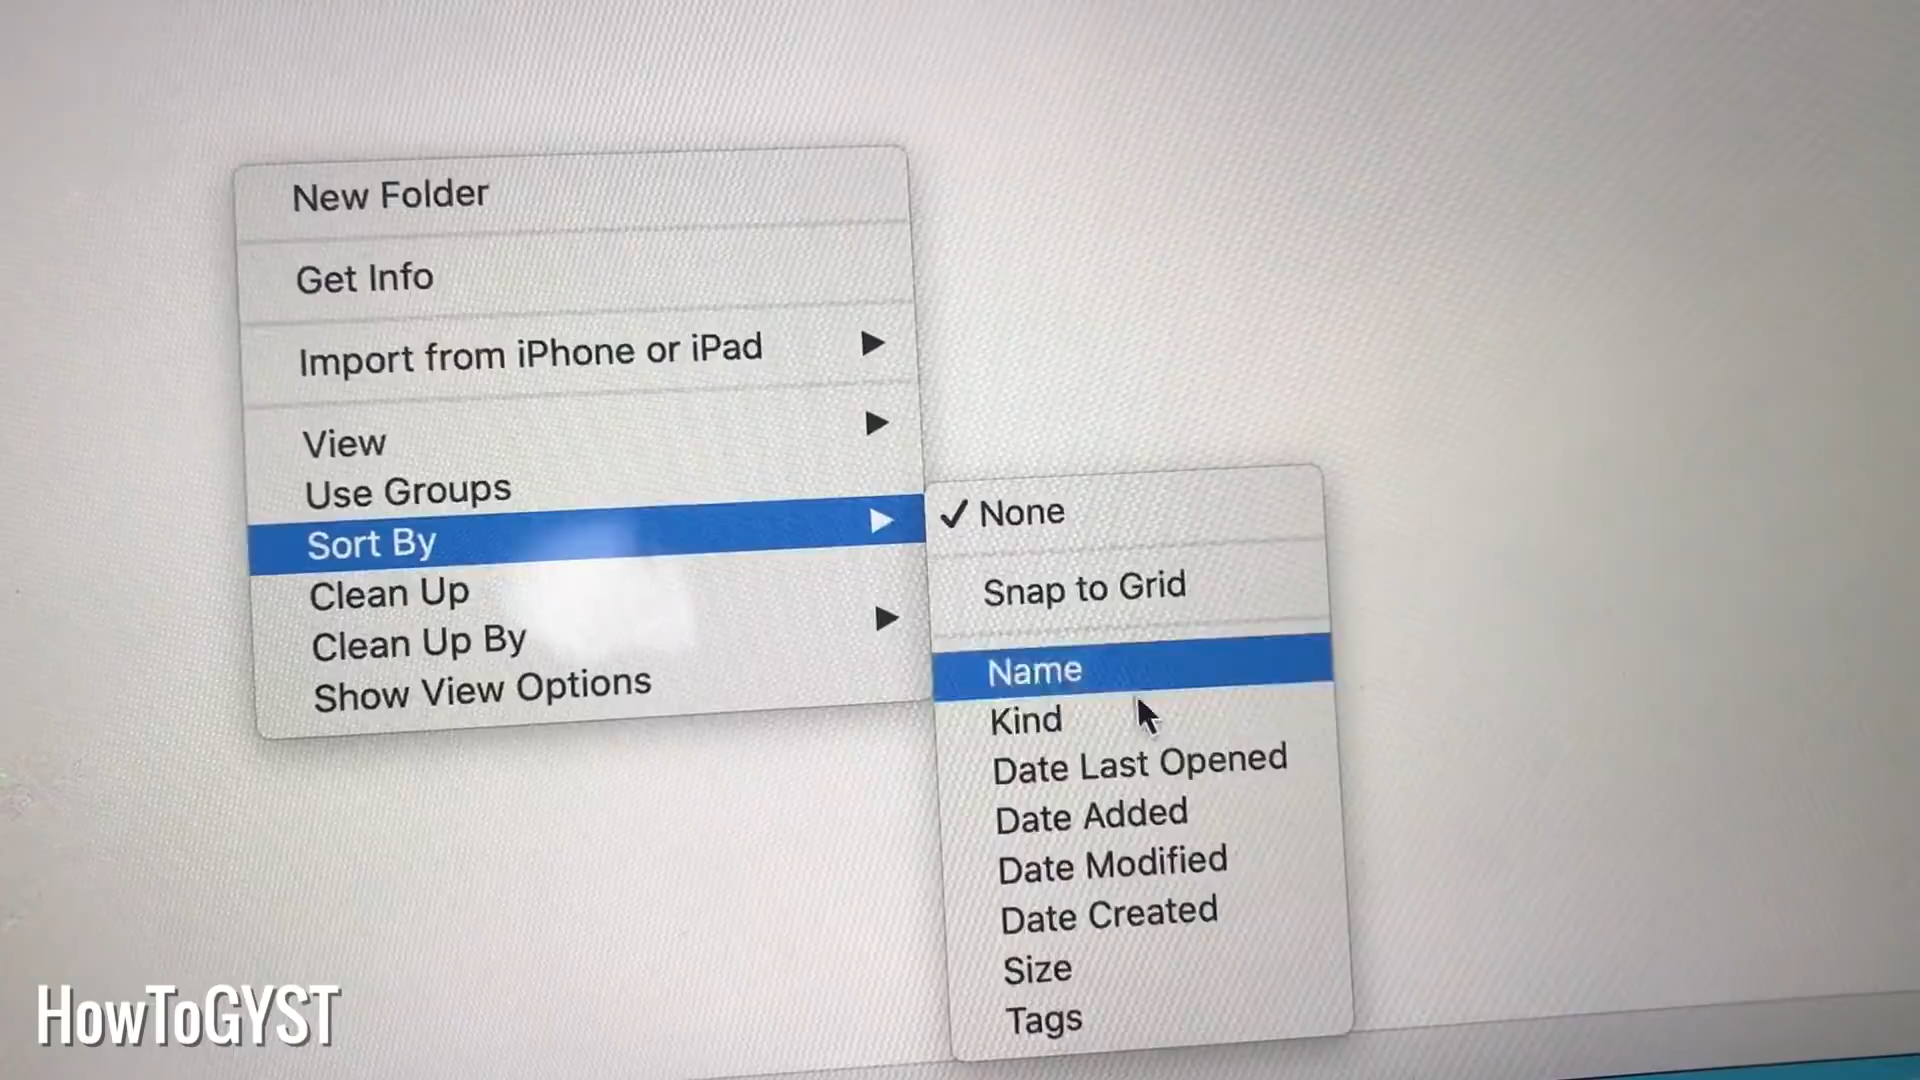 New Folder
Get Info
Import from iPhone or iPad
View
Use Groups
Sort By
Clean Up
Clean Up By
Show View Options
None
Snap to Grid
Name
Kind
Date Last Opened
Date Added
Date Modified
Date Created
Size
Tags
HowToGYST